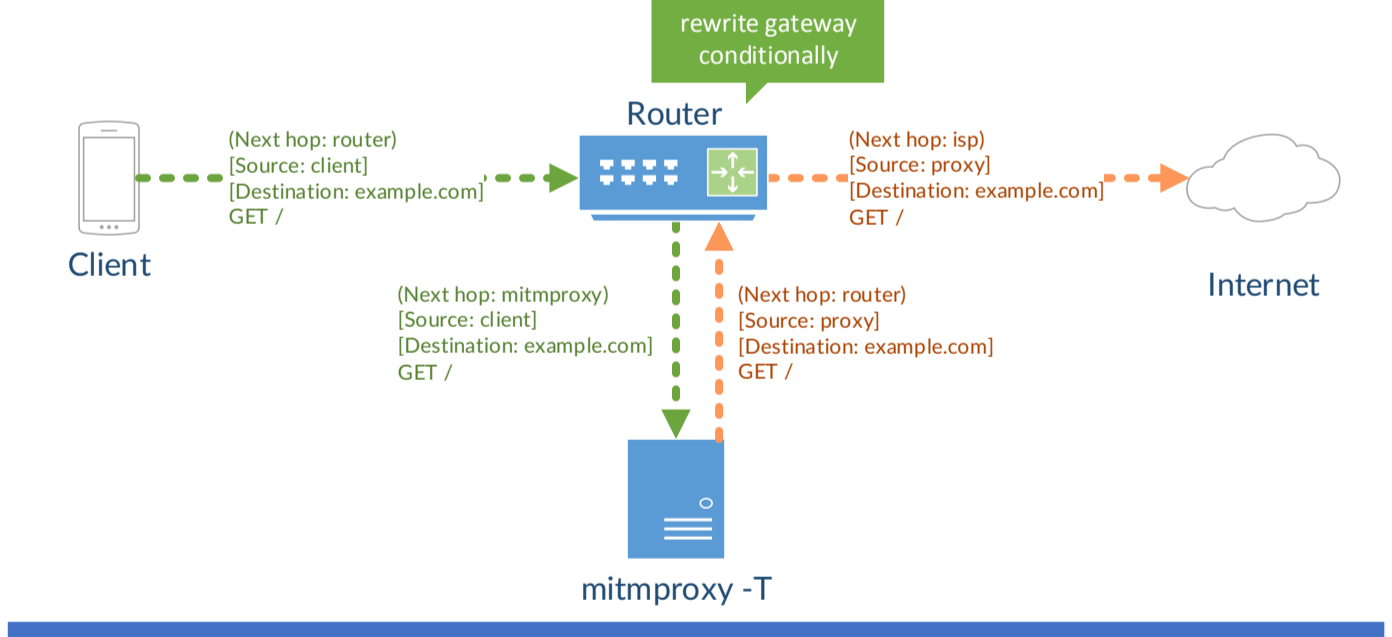 rewrite gateway
conditionally
Router
(Next hop: router)
[Source: client]
[Destination: example.com]
GET /
(Next hop: isp)
[Source: proxy]
[Destination: example.com]
GET /
Client
Internet
(Next hop: mitmproxy)
[Source: client]
[Destination: example.com]
GET /
(Next hop: router)
[Source: proxy]
[Destination: example.com]
GET /
mitmproxy -T